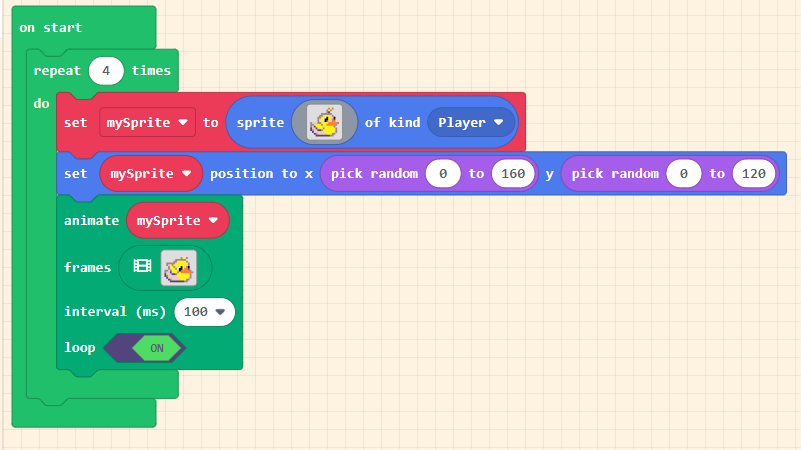 on start
repeat 4 times
do
set mySprite to sprite of kind Player
set mySprite position to x pick random 0 to 160 y pick random 0 to 120
animate mySprite
frames
interval (ms) 100
loop ON